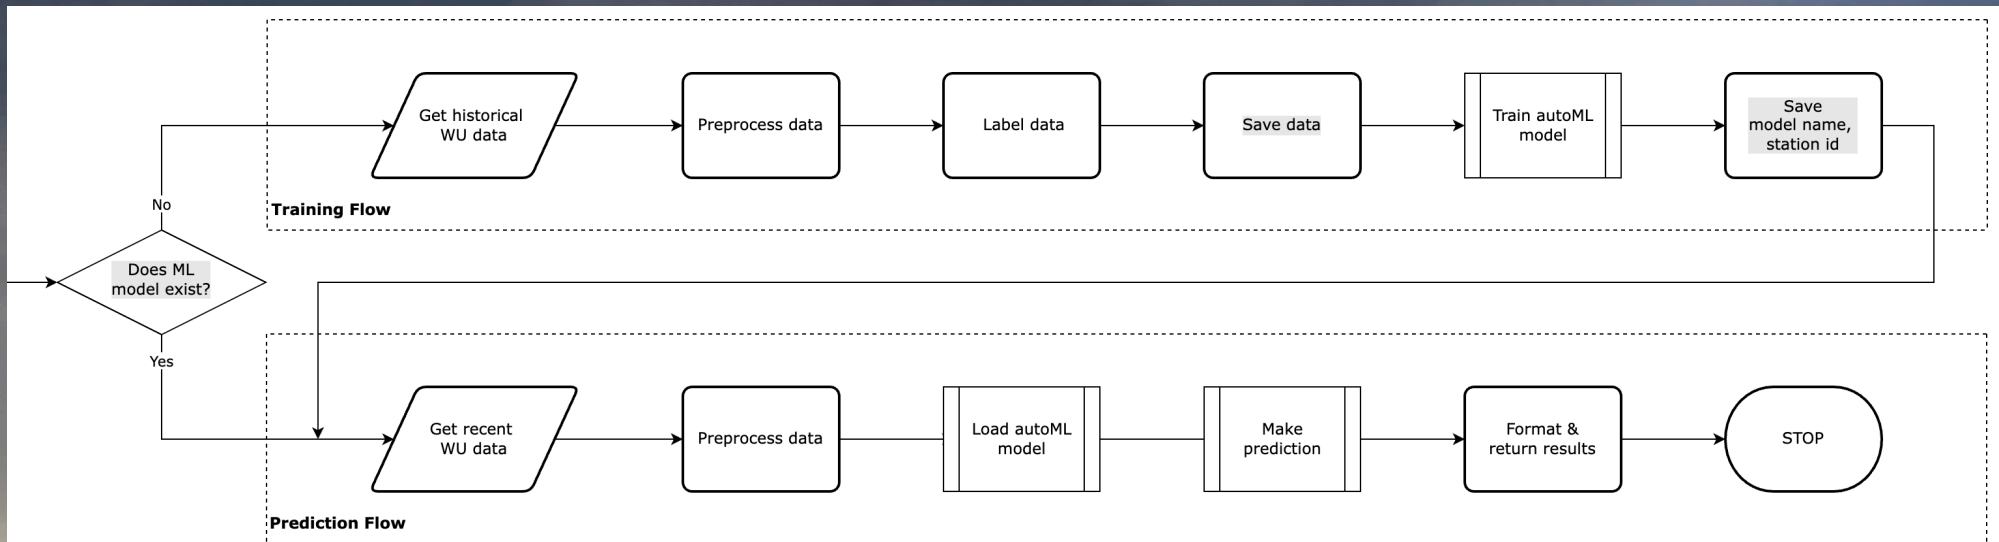 Get historical
WU data
Preprocess data
Label data
Save data
Train autoML
model
Save
model name,
station id
Training Flow
No
Does ML
model exist?
Yes
Get recent
WU data
Preprocess data
Load autoML
model
Make
prediction
Format &
return results
STOP
Prediction Flow